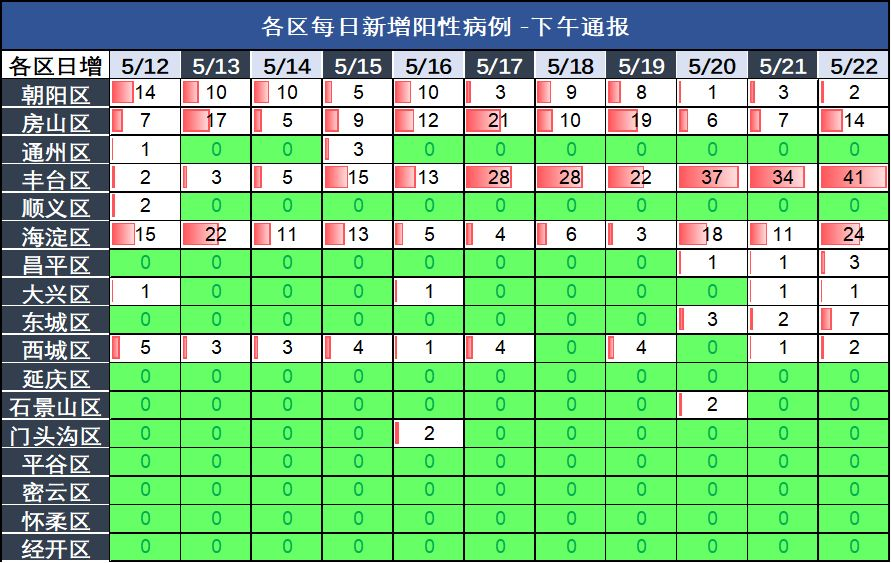 各区每日新增阳性病例 -下午通报
各区日增 5/12 5/13 5/14 5/15 5/16 5/17 5/18 5/19 5/20 5/21 5/22
朝阳区 14 10 10 5 10 3 9 8 1 3 2
房山区 7 17 5 9 12 21 10 19 6 7 14
通州区 1 0 0 3 0 0 0 0 0 0 0
丰台区 2 3 5 15 13 28 28 22 37 34 41
顺义区 2 0 0 0 0 0 0 0 0 0 0
海淀区 15 22 11 13 5 4 6 3 18 11 24
昌平区 0 0 0 0 0 0 0 0 1 1 3
大兴区 1 0 0 0 1 0 0 0 0 1 1
东城区 0 0 0 0 0 0 0 0 3 2 7
西城区 5 3 3 4 1 4 0 4 0 1 2
延庆区 0 0 0 0 0 0 0 0 0 0 0
石景山区 0 0 0 0 0 0 0 0 2 0 0
门头沟区 0 0 0 0 2 0 0 0 0 0 0
平谷区 0 0 0 0 0 0 0 0 0 0 0
密云区 0 0 0 0 0 0 0 0 0 0 0
怀柔区 0 0 0 0 0 0 0 0 0 0 0
经开区 0 0 0 0 0 0 0 0 0 0 0